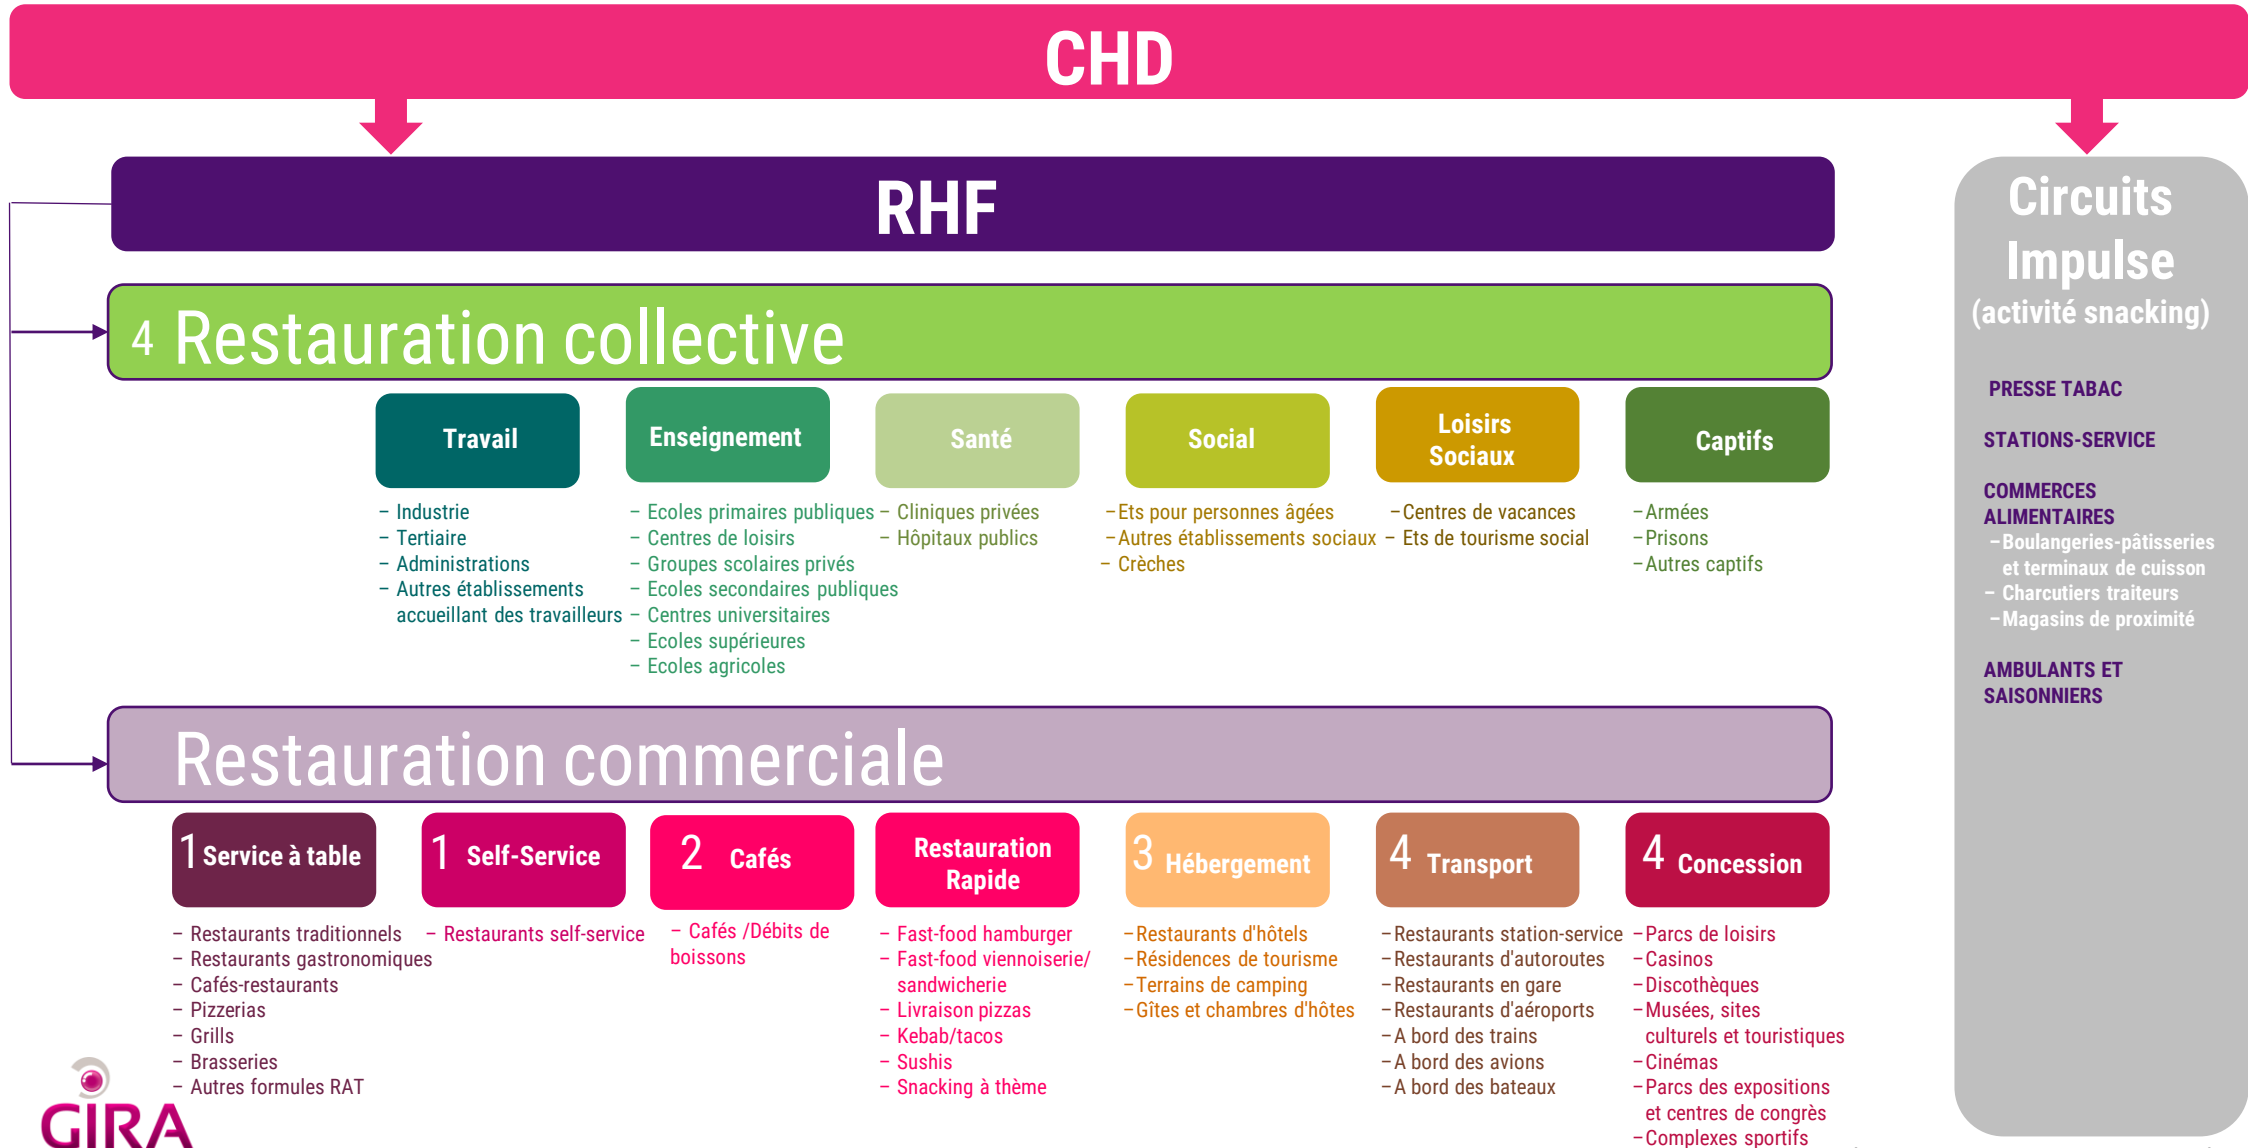 CHD
RHF
4 Restauration collective
Travail
– Industrie
– Tertiaire
– Administrations
– Autres établissements
accueillant des travailleurs
Enseignement
– Ecoles primaires publiques
– Centres de loisirs
– Groupes scolaires privés
– Ecoles secondaires publiques
– Centres universitaires
– Ecoles supérieures
– Ecoles agricoles
Santé
– Cliniques privées
– Hôpitaux publics
Social
– Ets pour personnes âgées
– Autres établissements sociaux
– Crèches
Loisirs
Sociaux
– Centres de vacances
– Ets de tourisme social
Captifs
– Armées
– Prisons
– Autres captifs
Restauration commerciale
1 Service à table
– Restaurants traditionnels
– Restaurants gastronomiques
– Cafés-restaurants
– Pizzerias
– Grills
– Brasseries
– Autres formules RAT
1 Self-Service
– Restaurants self-service
2 Cafés
– Cafés /Débits de
boissons
Restauration
Rapide
– Fast-food hamburger
– Fast-food viennoiserie/
sandwicherie
– Livraison pizzas
– Kebab/tacos
– Sushis
– Snacking à thème
3 Hébergement
– Restaurants d'hôtels
– Résidences de tourisme
– Terrains de camping
– Gîtes et chambres d'hôtes
4 Transport
– Restaurants station-service
– Restaurants d'autoroutes
– Restaurants en gare
– Restaurants d'aéroports
– A bord des trains
– A bord des avions
– A bord des bateaux
4 Concession
– Parcs de loisirs
– Casinos
– Discothèques
– Musées, sites
culturels et touristiques
– Cinémas
– Parcs des expositions
et centres de congrès
– Complexes sportifs
Circuits
Impulse
(activité snacking)
PRESSE TABAC
STATIONS-SERVICE
COMMERCES
ALIMENTAIRES
– Boulangeries-pâtisseries
et terminaux de cuisson
– Charcutiers traiteurs
– Magasins de proximité
AMBULANTS ET
SAISONNIERS
GIRA